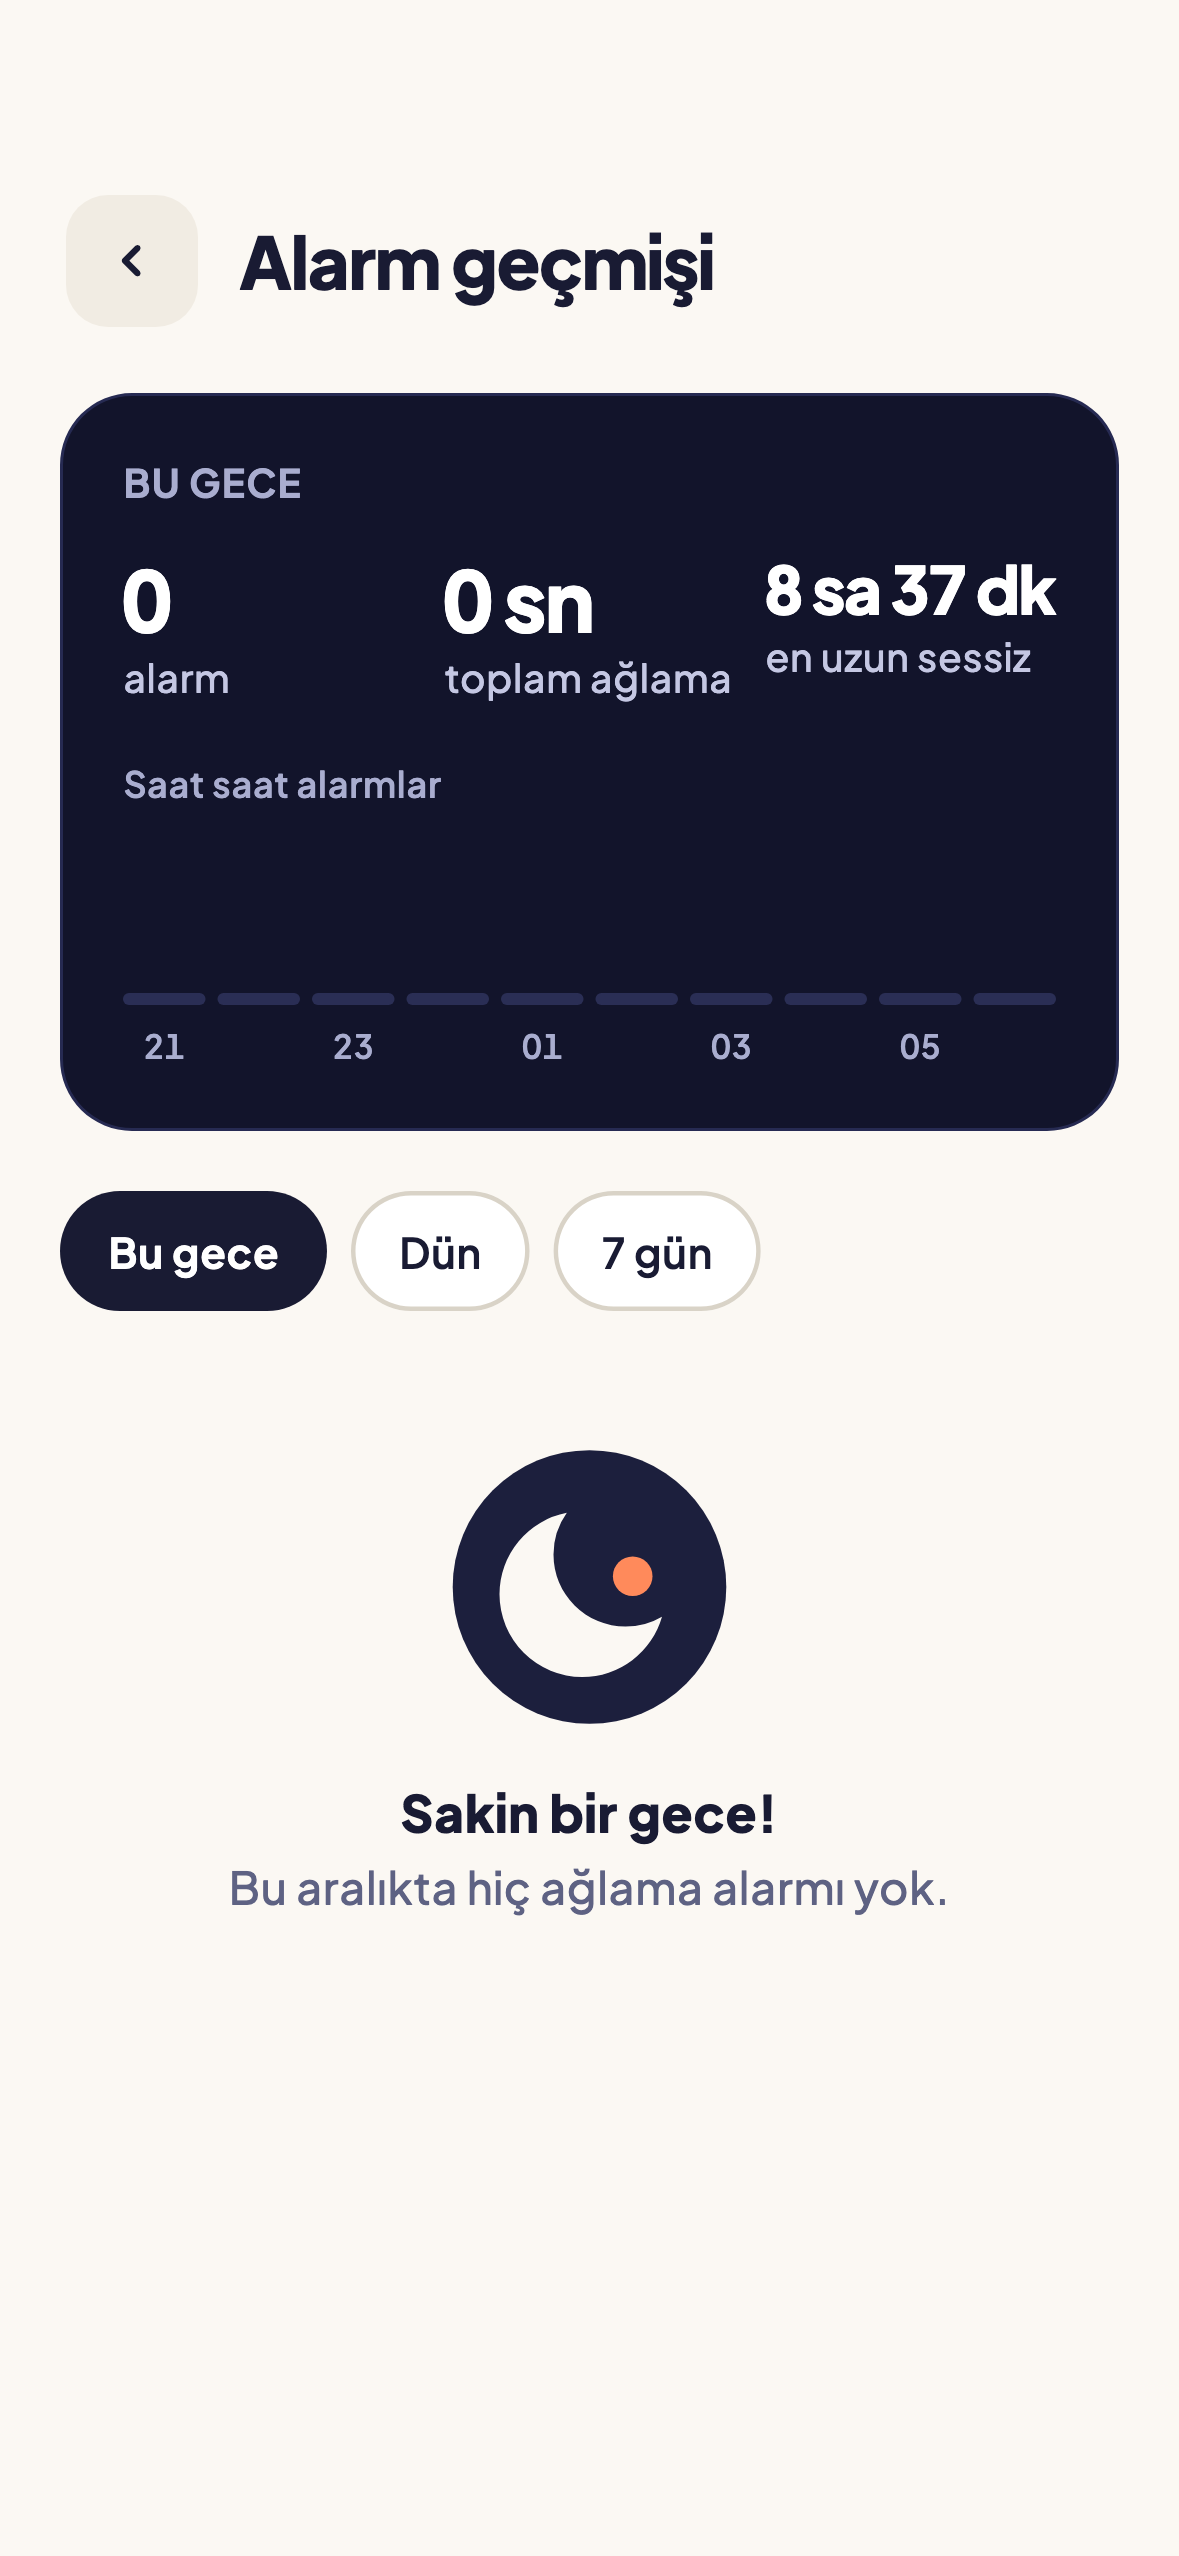 Alarm geçmişi
BU GECE
0
alarm
0 sn
toplam ağlama
8 sa 37 dk
en uzun sessiz
Saat saat alarmlar
21 23 01 03 05
Bu gece Dün 7 gün
Sakin bir gece!
Bu aralıkta hiç ağlama alarmı yok.